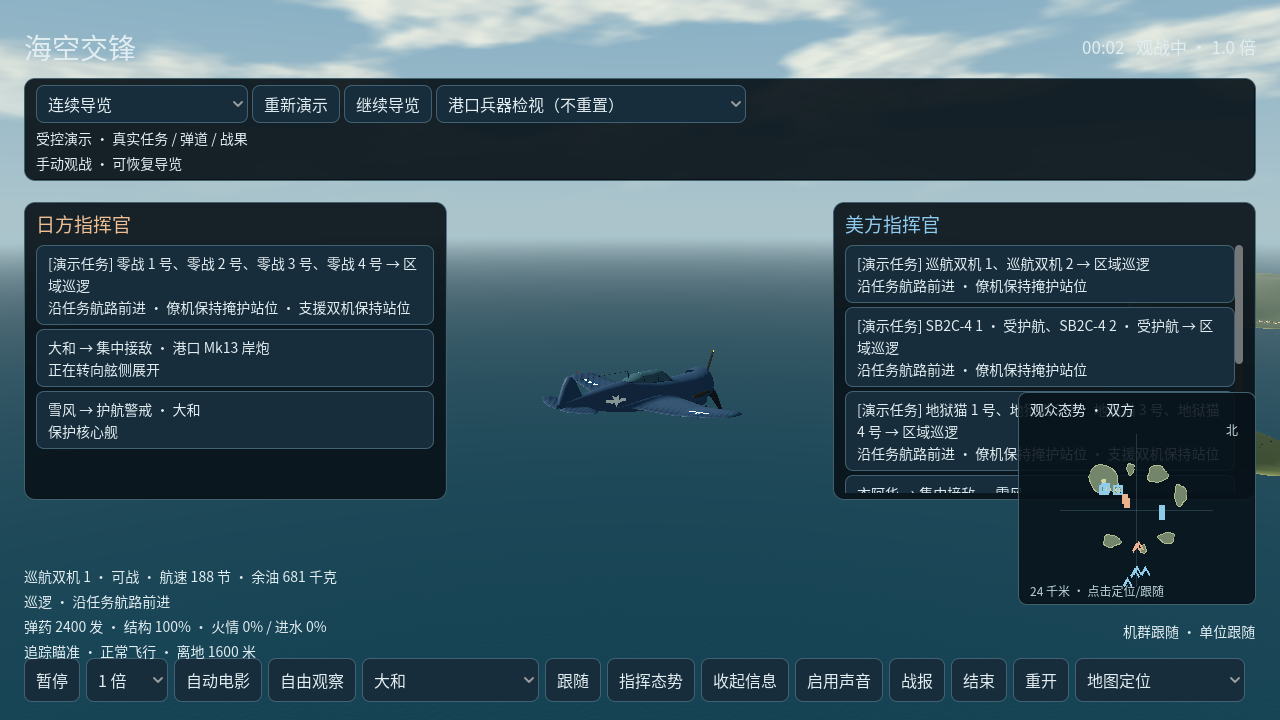 海空交锋
00:02 观战中 · 1.0 倍
连续导览
重新演示
继续导览
港口兵器检视（不重置）
受控演示 · 真实任务 / 弹道 / 战果
手动观战 · 可恢复导览
日方指挥官
[演示任务] 零战 1 号、零战 2 号、零战 3 号、零战 4 号 → 区
域巡逻
沿任务航路前进 · 僚机保持掩护站位 · 支援双机保持站位
大和 → 集中接敌 · 港口 Mk13 岸炮
正在转向舷侧展开
雪风 → 护航警戒 · 大和
保护核心舰
美方指挥官
[演示任务] 巡航双机 1、巡航双机 2 → 区域巡逻
沿任务航路前进 · 僚机保持掩护站位
[演示任务] SB2C-4 1 · 受护航、SB2C-4 2 · 受护航 → 区
域巡逻
沿任务航路前进 · 僚机保持掩护站位
[演示任务] 地狱猫 1 号、地狱猫 3 号、地狱猫
4 号 → 区域巡逻
沿任务航路前进 · 僚机保持掩护站位 · 支援双机保持站位
观众态势 · 双方
北
24 千米 · 点击定位/跟随
巡航双机 1 · 可战 · 航速 188 节 · 余油 681 千克
巡逻 · 沿任务航路前进
弹药 2400 发 · 结构 100% · 火情 0% / 进水 0%
追踪瞄准 · 正常飞行 · 离地 1600 米
机群跟随 · 单位跟随
暂停
1 倍
自动电影
自由观察
大和
跟随
指挥态势
收起信息
启用声音
战报
结束
重开
地图定位